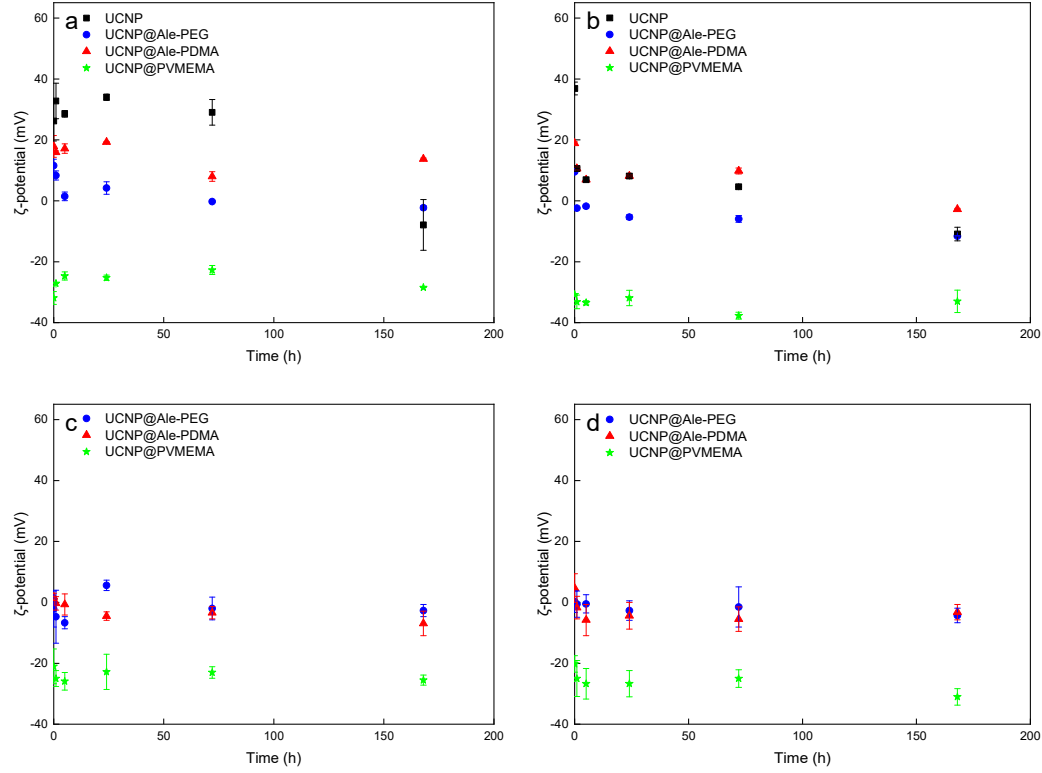 a
UCNP
UCNP@Ale-PEG
UCNP@Ale-PDMA
UCNP@PVMEMA
60
40
20
0
-20
-40
ζ-potential (mV)
0 50 100 150 200
Time (h)
b
UCNP
UCNP@Ale-PEG
UCNP@Ale-PDMA
UCNP@PVMEMA
60
40
20
0
-20
-40
ζ-potential (mV)
0 50 100 150 200
Time (h)
c
UCNP@Ale-PEG
UCNP@Ale-PDMA
UCNP@PVMEMA
60
40
20
0
-20
-40
ζ-potential (mV)
0 50 100 150 200
Time (h)
d
UCNP@Ale-PEG
UCNP@Ale-PDMA
UCNP@PVMEMA
60
40
20
0
-20
-40
ζ-potential (mV)
0 50 100 150 200
Time (h)